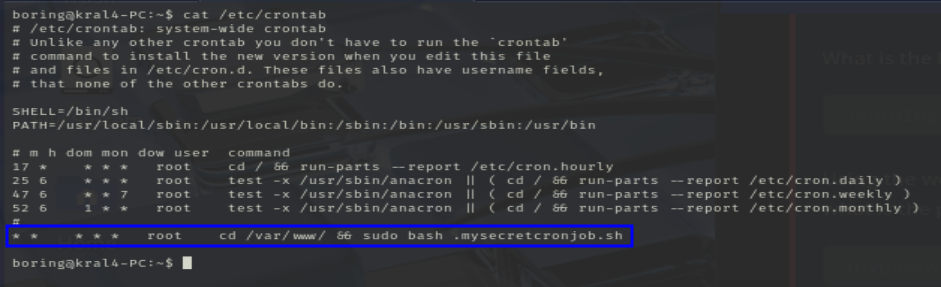 boring@kral4-PC:~$ cat /etc/crontab
# /etc/crontab: system-wide crontab
# Unlike any other crontab you don't have to run the `crontab'
# command to install the new version when you edit this file
# and files in /etc/cron.d. These files also have username fields,
# that none of the other crontabs do.

SHELL=/bin/sh
PATH=/usr/local/sbin:/usr/local/bin:/sbin:/bin:/usr/sbin:/usr/bin

# m h dom mon dow user  command
17 *    * * *   root    cd / && run-parts --report /etc/cron.hourly
25 6    * * *   root    test -x /usr/sbin/anacron || ( cd / && run-parts --report /etc/cron.daily )
47 6    * * 7   root    test -x /usr/sbin/anacron || ( cd / && run-parts --report /etc/cron.weekly )
52 6    1 * *   root    test -x /usr/sbin/anacron || ( cd / && run-parts --report /etc/cron.monthly )
#
* *     * * *   root    cd /var/www/ && sudo bash .mysecretcronjob.sh

boring@kral4-PC:~$
What is the